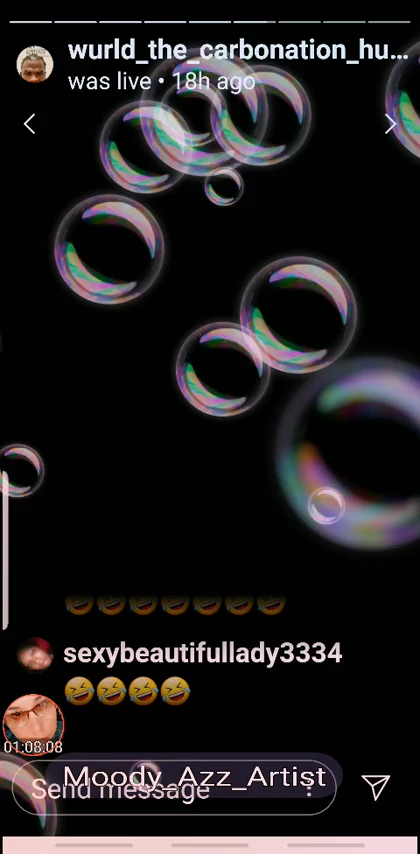 wurld_the_carbonation_hu...
was live • 18h ago
sexybeautifullady3334
01:08:08
Moody_Azz_Artist
Send message